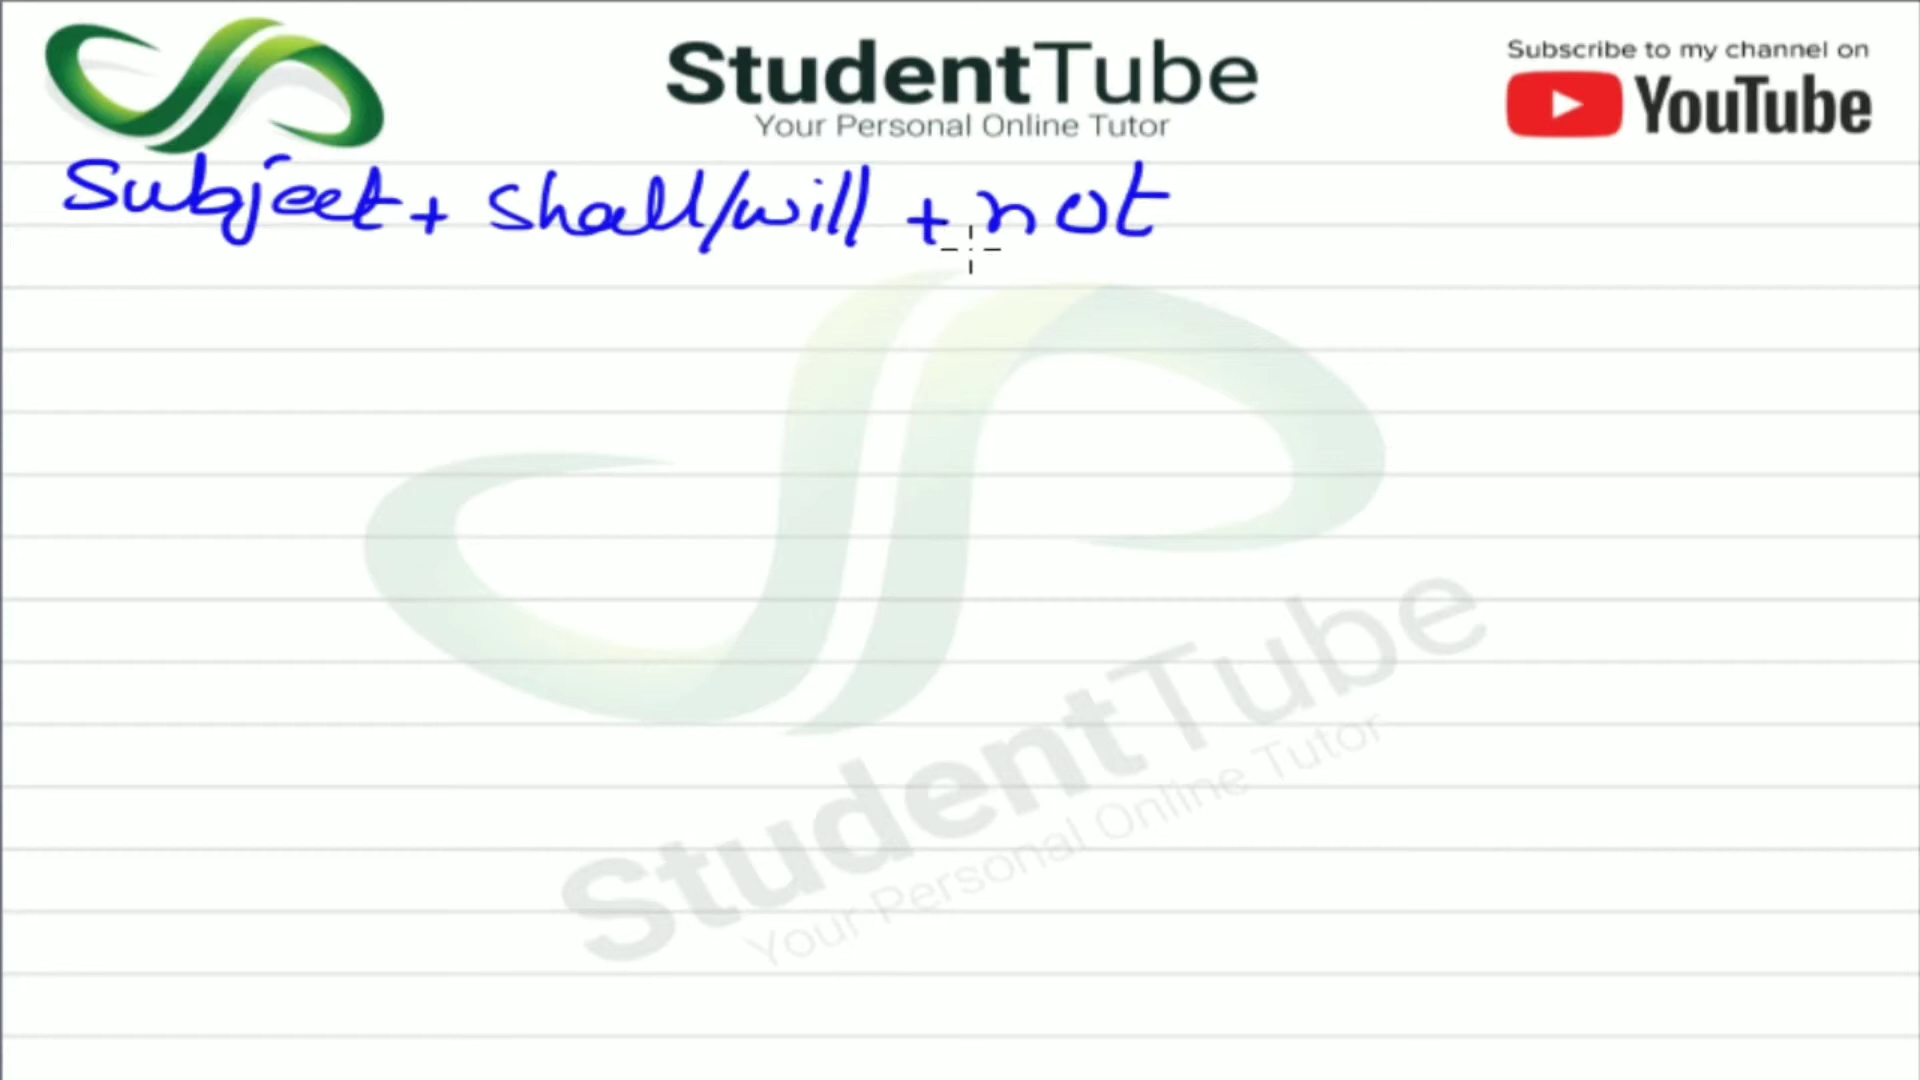 StudentTube
Your Personal Online Tutor
Subscribe to my channel on
YouTube
Subject + Shall/will + not
StudentTube
Your Personal Online Tutor